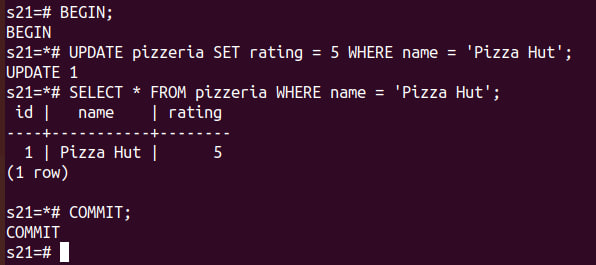 s21=# BEGIN;
BEGIN
s21=*# UPDATE pizzeria SET rating = 5 WHERE name = 'Pizza Hut';
UPDATE 1
s21=*# SELECT * FROM pizzeria WHERE name = 'Pizza Hut';
 id |   name    | rating
----+-----------+--------
  1 | Pizza Hut |      5
(1 row)

s21=*# COMMIT;
COMMIT
s21=#